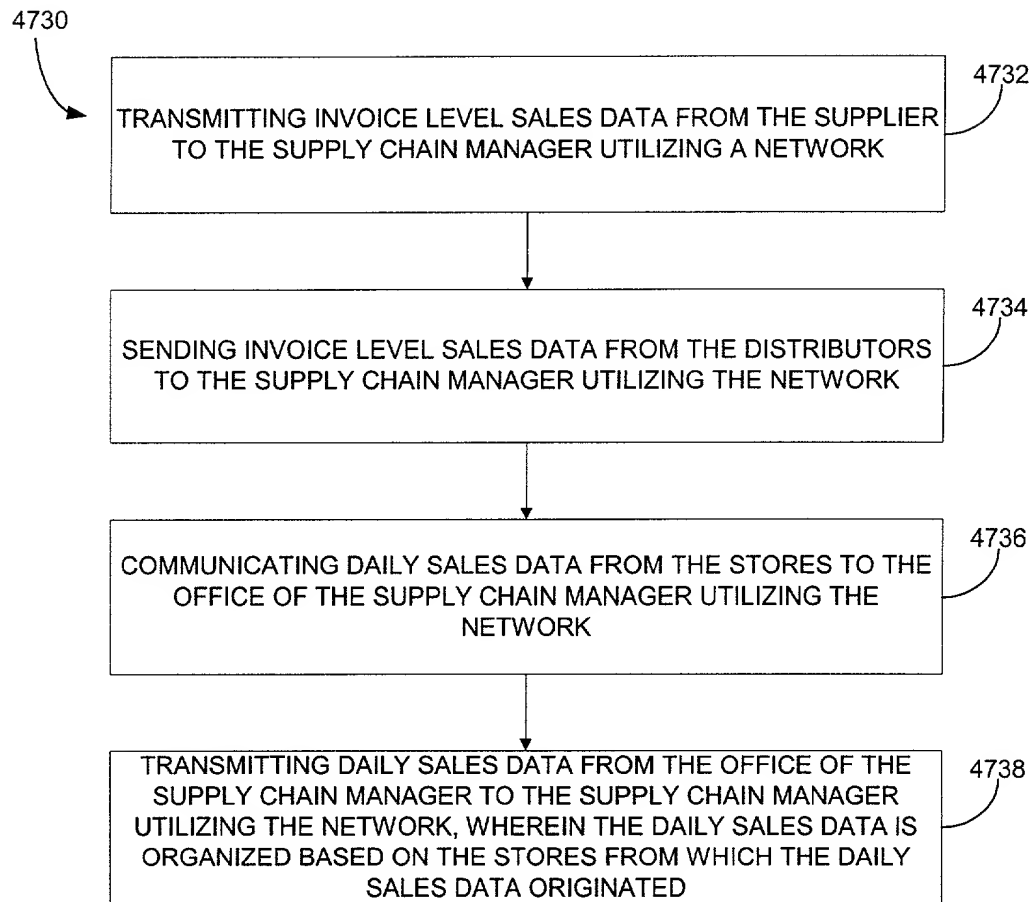 4730
4732
TRANSMITTING INVOICE LEVEL SALES DATA FROM THE SUPPLIER
TO THE SUPPLY CHAIN MANAGER UTILIZING A NETWORK
4734
SENDING INVOICE LEVEL SALES DATA FROM THE DISTRIBUTORS
TO THE SUPPLY CHAIN MANAGER UTILIZING THE NETWORK
4736
COMMUNICATING DAILY SALES DATA FROM THE STORES TO THE
OFFICE OF THE SUPPLY CHAIN MANAGER UTILIZING THE
NETWORK
4738
TRANSMITTING DAILY SALES DATA FROM THE OFFICE OF THE
SUPPLY CHAIN MANAGER TO THE SUPPLY CHAIN MANAGER
UTILIZING THE NETWORK, WHEREIN THE DAILY SALES DATA IS
ORGANIZED BASED ON THE STORES FROM WHICH THE DAILY
SALES DATA ORIGINATED